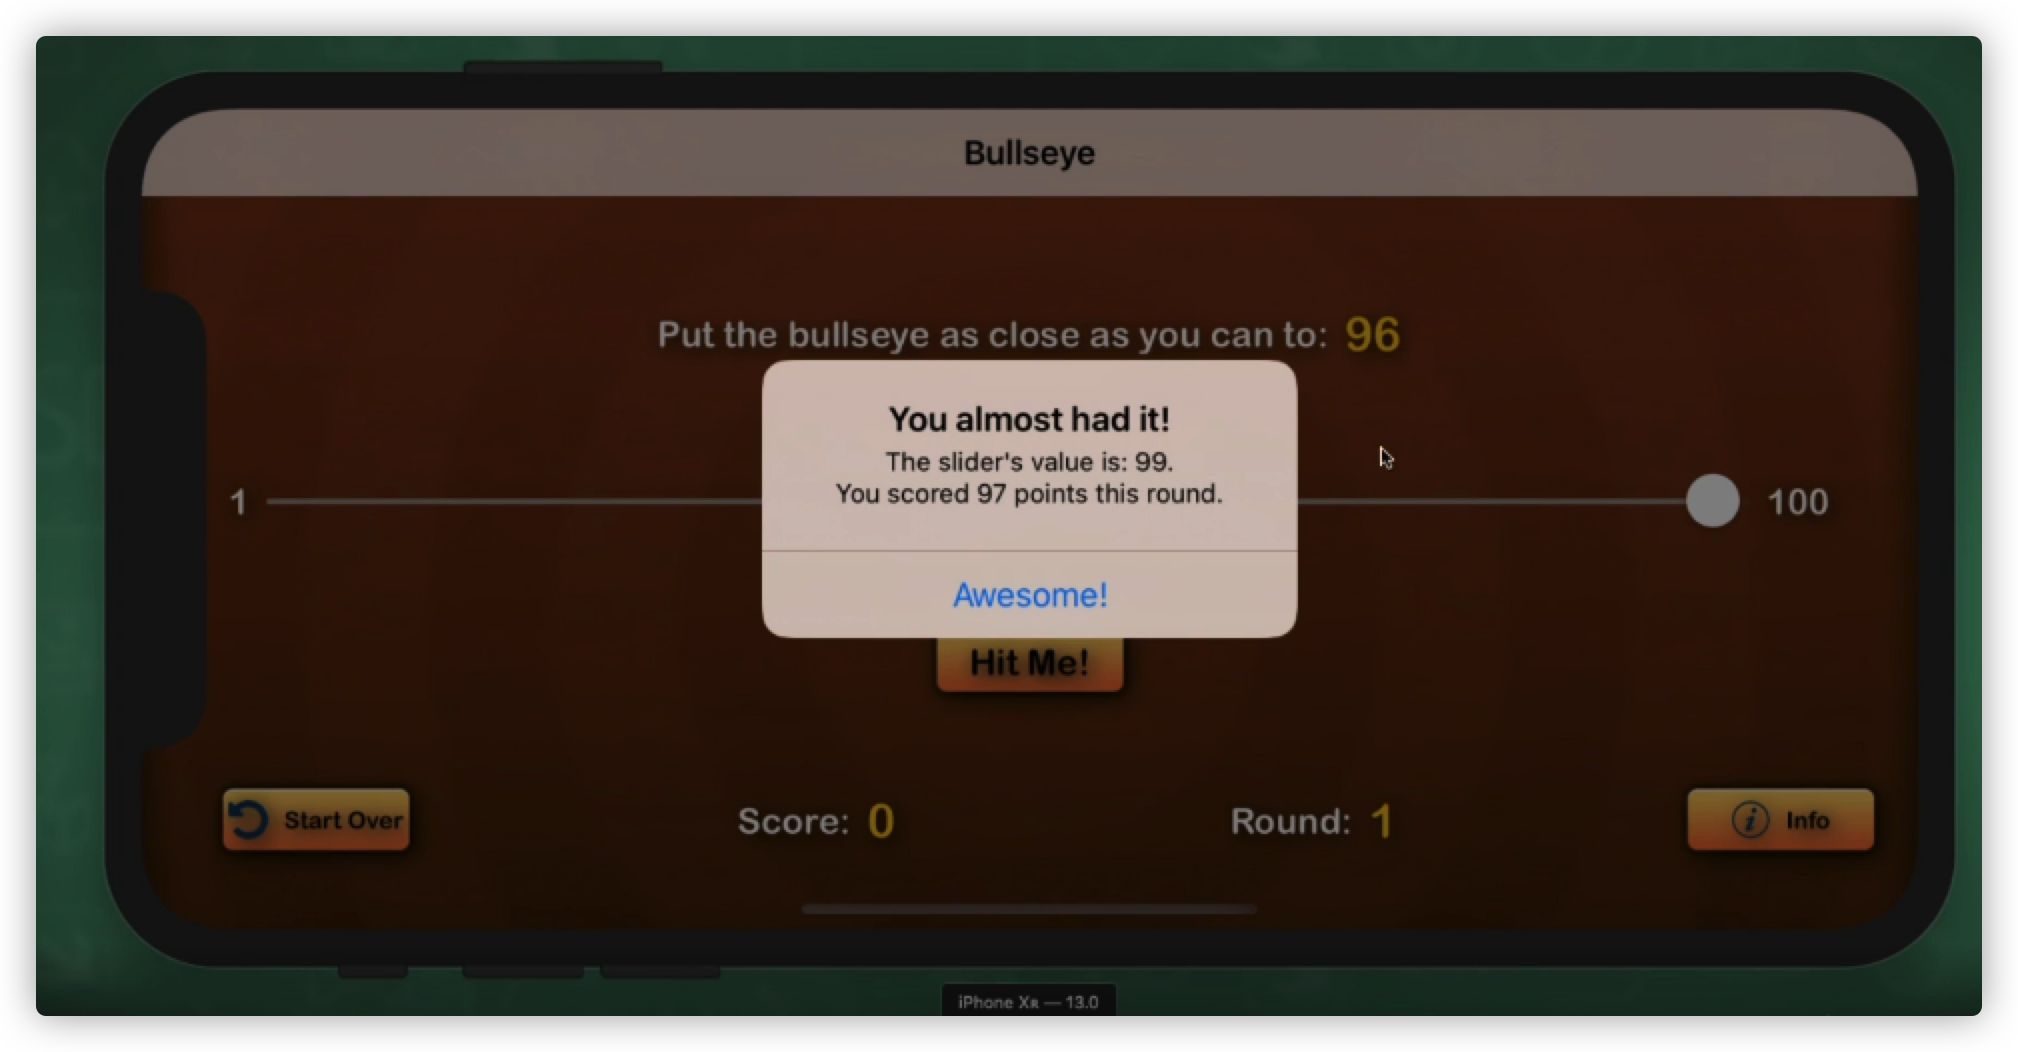 Bullseye
Put the bullseye as close as you can to: 96
You almost had it!
The slider's value is: 99.
You scored 97 points this round.
1 100
Awesome!
Hit Me!
Start Over Score: 0 Round: 1 i Info
iPhone XR — 13.0